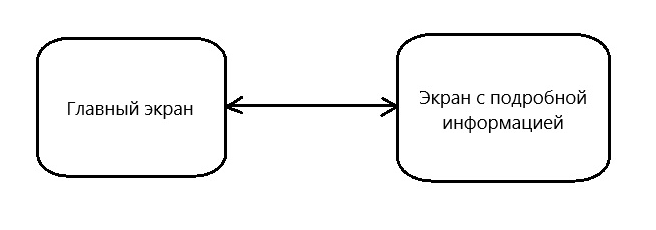 Главный экран
Экран с подробной
информацией